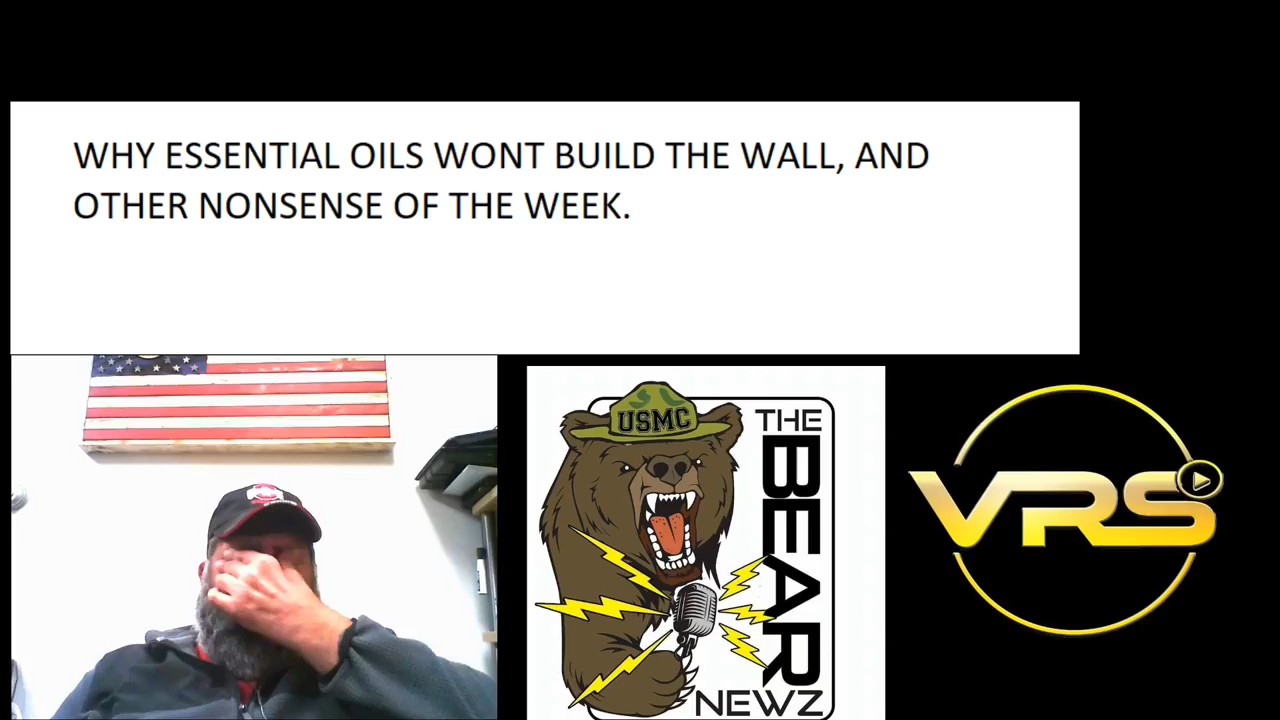 WHY ESSENTIAL OILS WONT BUILD THE WALL, AND
OTHER NONSENSE OF THE WEEK.
USMC
THE
BEAR
NEWZ
VRS